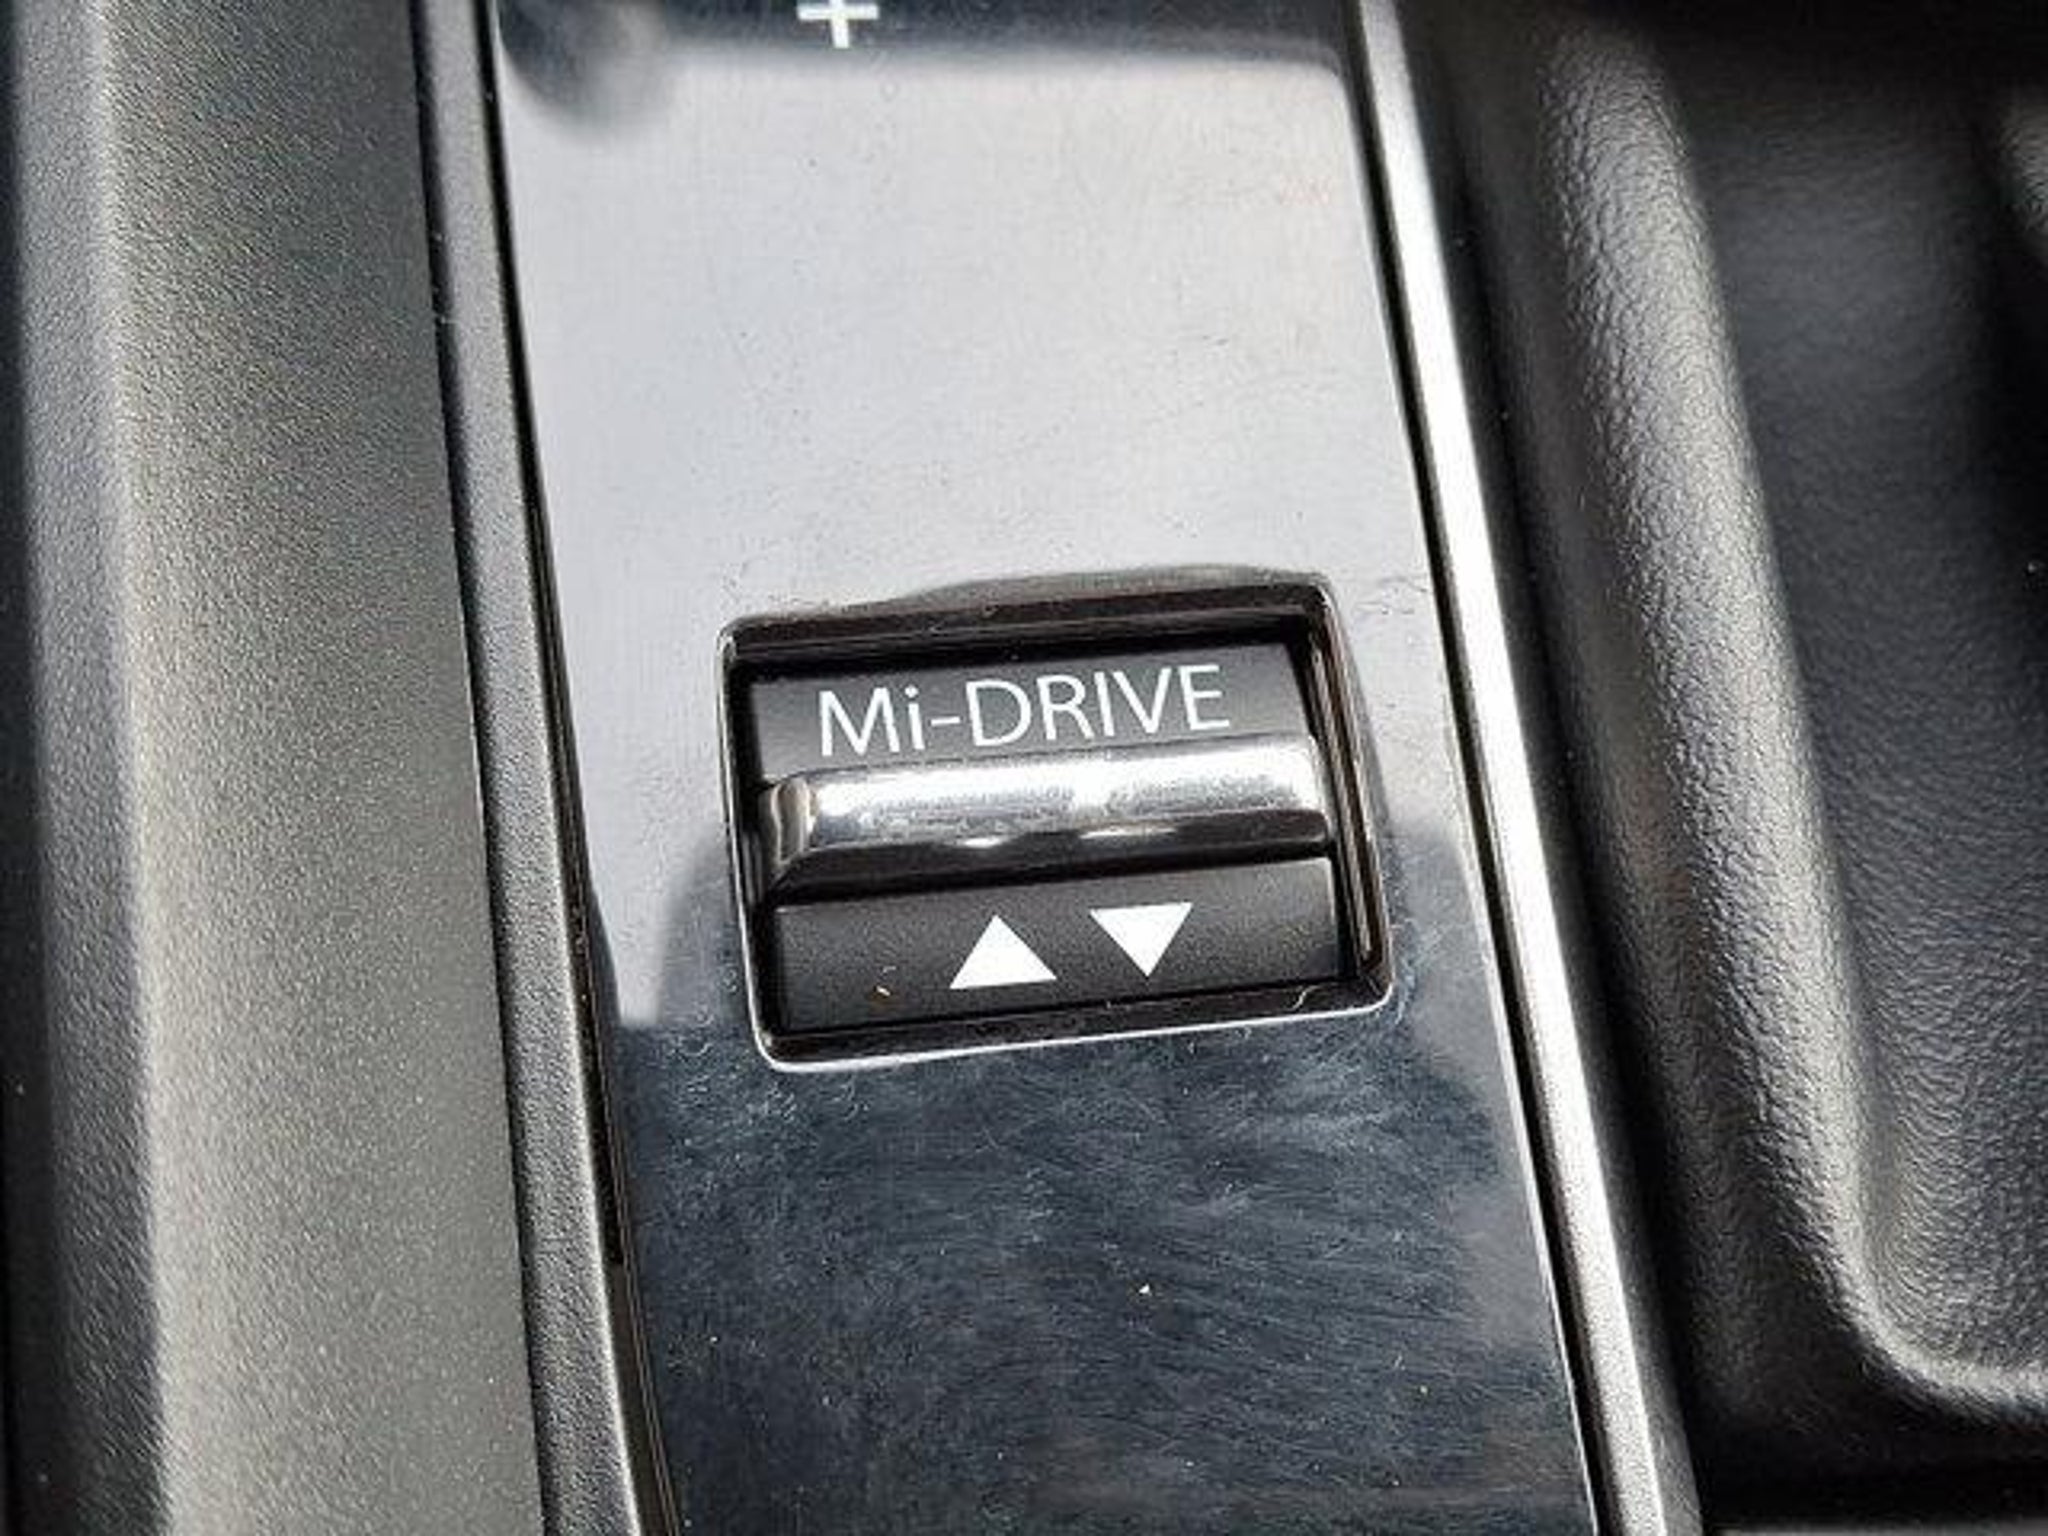 +
Mi-DRIVE
▲ ▼